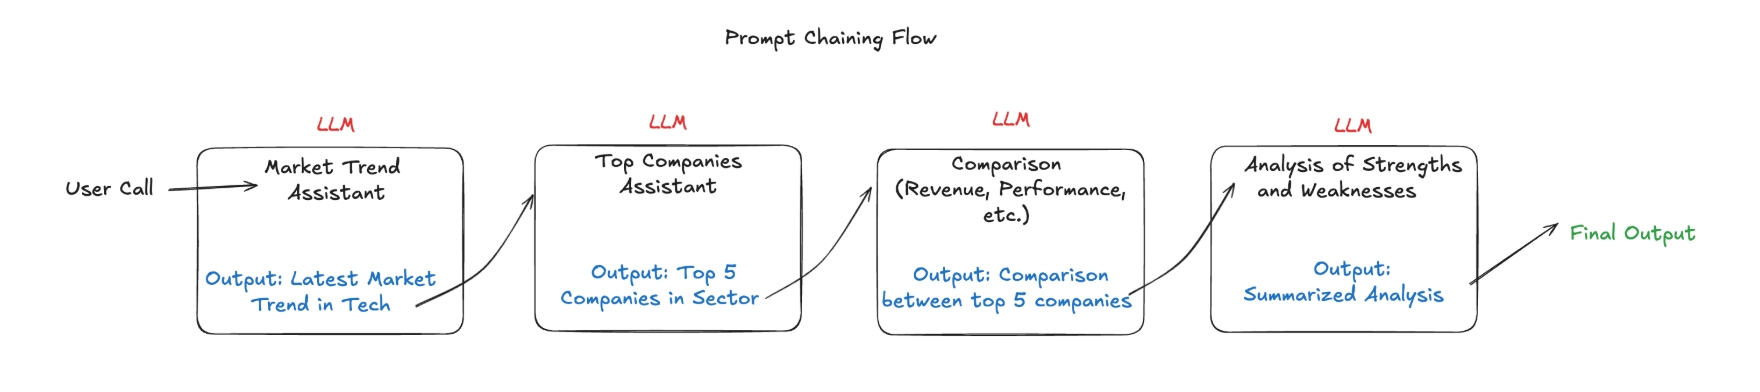 Prompt Chaining Flow
LLM
LLM
LLM
LLM
User Call
Market Trend
Assistant
Output: Latest Market
Trend in Tech
Top Companies
Assistant
Output: Top 5
Companies in Sector
Comparison
(Revenue, Performance,
etc.)
Output: Comparison
between top 5 companies
Analysis of Strengths
and Weaknesses
Output:
Summarized Analysis
Final Output